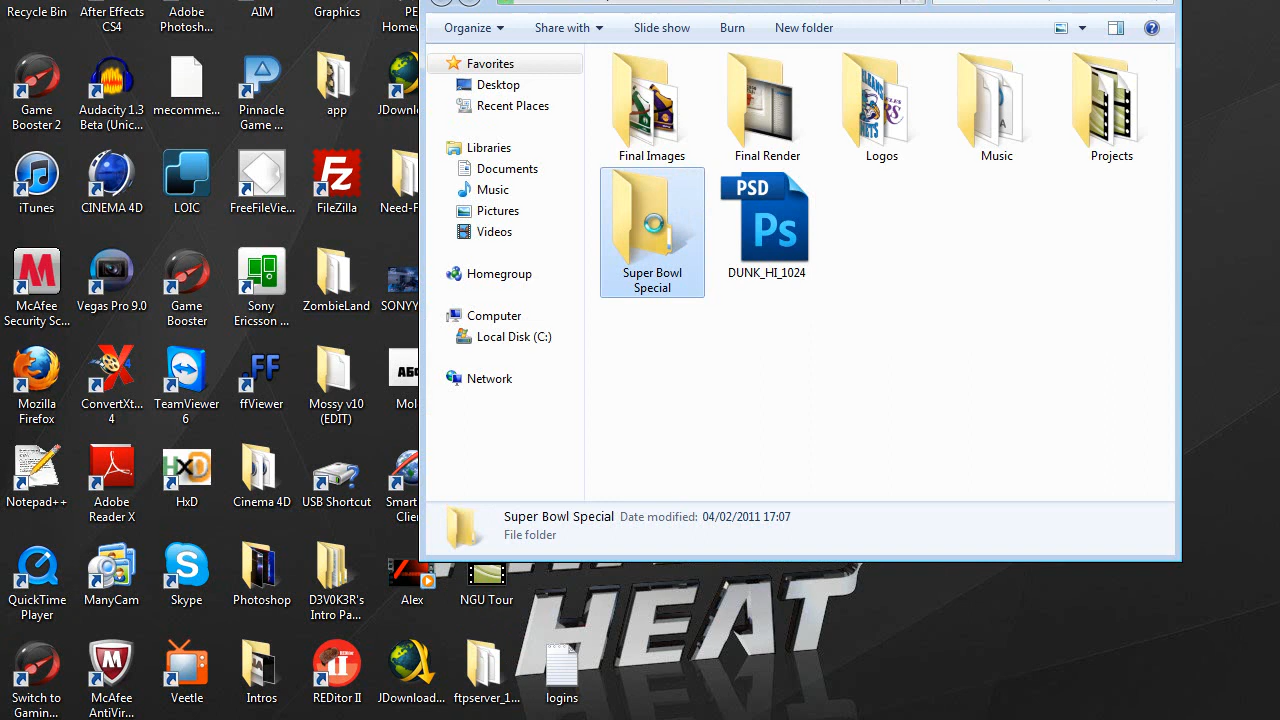 Recycle Bin
After Effects
CS4
Adobe
Photosh...
AIM
Graphics
PE
Homew
Organize
Share with
Slide show
Burn
New folder
Game
Booster 2
Audacity 1.3
Beta (Unic...
mecomme...
Pinnacle
Game ...
app
JDownlo
iTunes
CINEMA 4D
LOIC
FreeFileVie...
FileZilla
Need-F
McAfee
Security Sc...
Vegas Pro 9.0
Game
Booster
Sony
Ericsson ...
ZombieLand
SONYY
Mozilla
Firefox
ConvertXt...
4
TeamViewer
6
.FF
ffViewer
Mossy v10
(EDIT)
Mol
Notepad++
Adobe
Reader X
HxD
HxD
Cinema 4D
USB Shortcut
Smart
Clien
QuickTime
Player
ManyCam
Skype
Photoshop
D3V0K3R's
Intro Pa...
Alex
NGU Tour
Switch to
Gamin...
McAfee
AntiVir...
Veetle
Intros
REDitor II
JDownload...
ftpserver_1...
logins
Favorites
Desktop
Recent Places
Libraries
Documents
Music
Pictures
Videos
Homegroup
Computer
Local Disk (C:)
Network
Final Images
Final Render
Logos
Music
Projects
Super Bowl
Special
PSD
Ps
DUNK_HI_1024
Super Bowl Special Date modified: 04/02/2011 17:07
File folder
HEAT